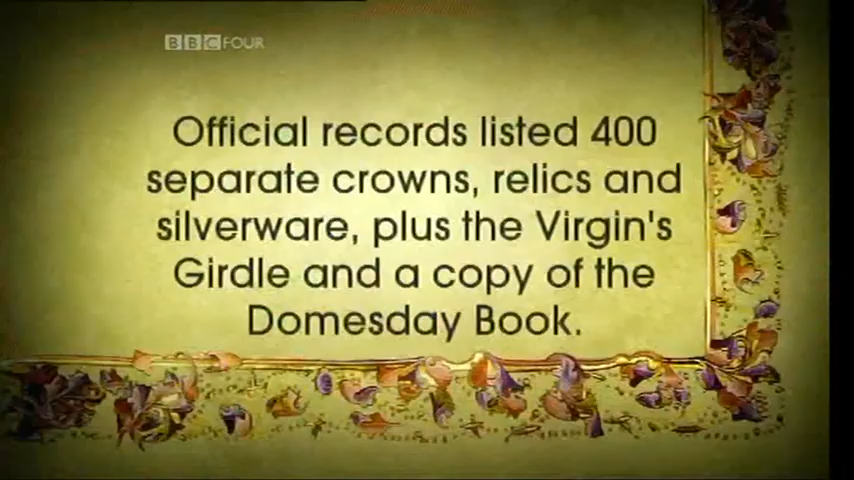 BBC FOUR
Official records listed 400
separate crowns, relics and
silverware, plus the Virgin's
Girdle and a copy of the
Domesday Book.